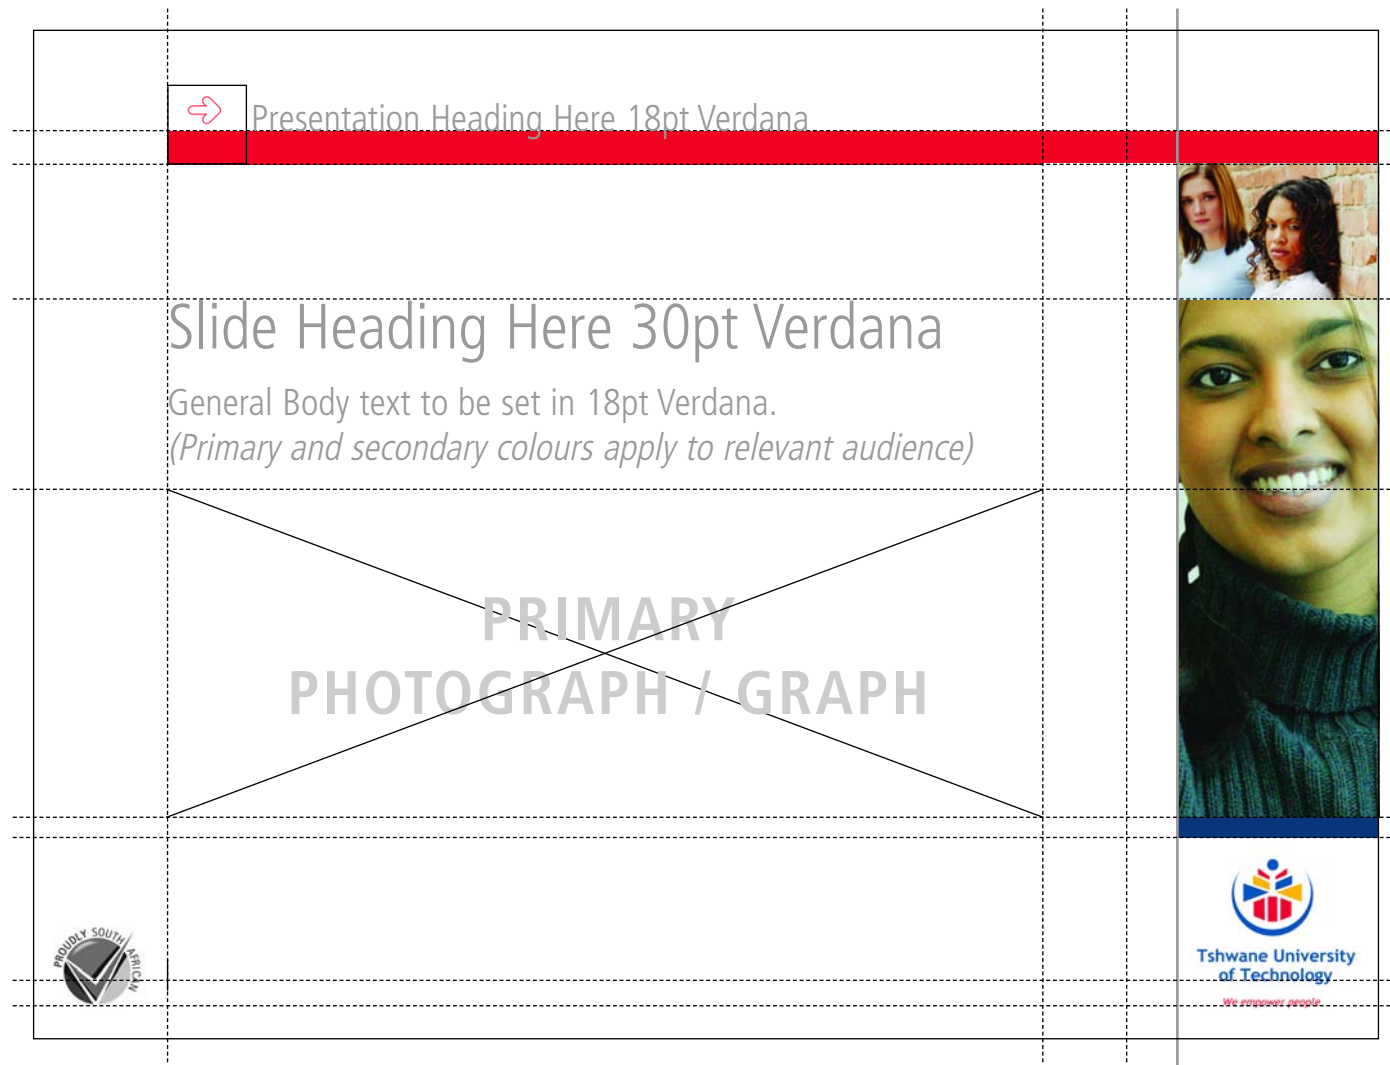 Presentation Heading Here 18pt Verdana
Slide Heading Here 30pt Verdana
General Body text to be set in 18pt Verdana.
(Primary and secondary colours apply to relevant audience)
PRIMARY
PHOTOGRAPH / GRAPH
PROUDLY SOUTH AFRICAN
Tshwane University
of Technology
We empower people